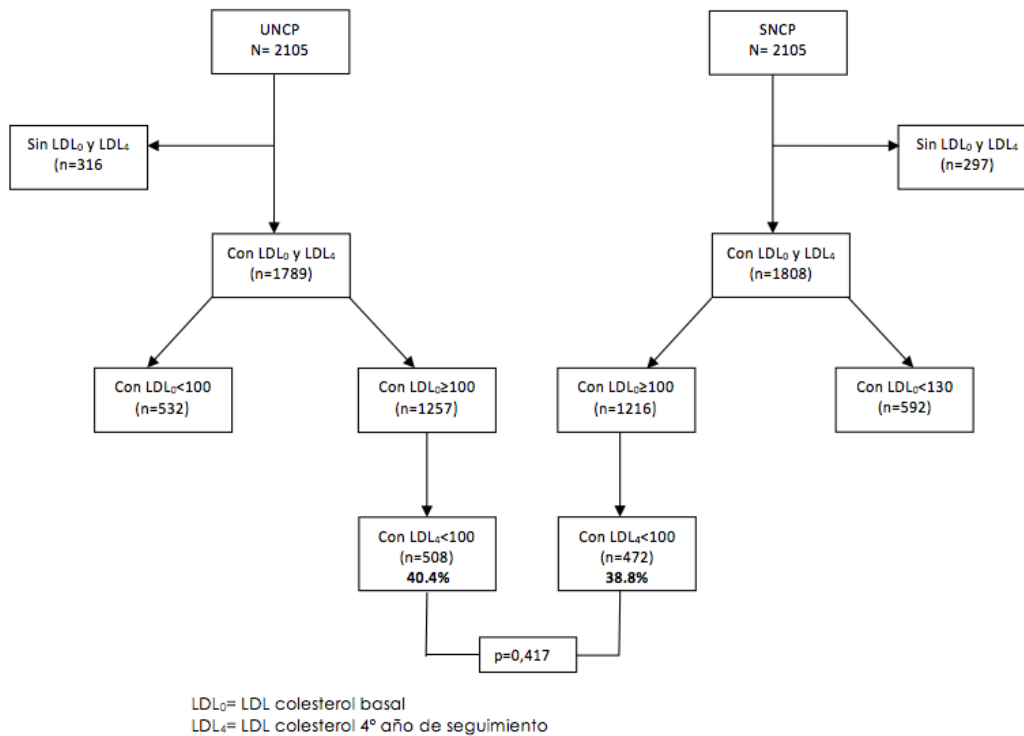 UNCP
N= 2105
SNCP
N= 2105
Sin LDL₀ y LDL₄
(n=316
Sin LDL₀ y LDL₄
(n=297)
Con LDL₀ y LDL₄
(n=1789)
Con LDL₀ y LDL₄
(n=1808)
Con LDL₀<100
(n=532)
Con LDL₀≥100
(n=1257)
Con LDL₀≥100
(n=1216)
Con LDL₀<130
(n=592)
Con LDL₄<100
(n=508)
40.4%
Con LDL₄<100
(n=472)
38.8%
p=0,417
LDL₀= LDL colesterol basal
LDL₄= LDL colesterol 4º año de seguimiento